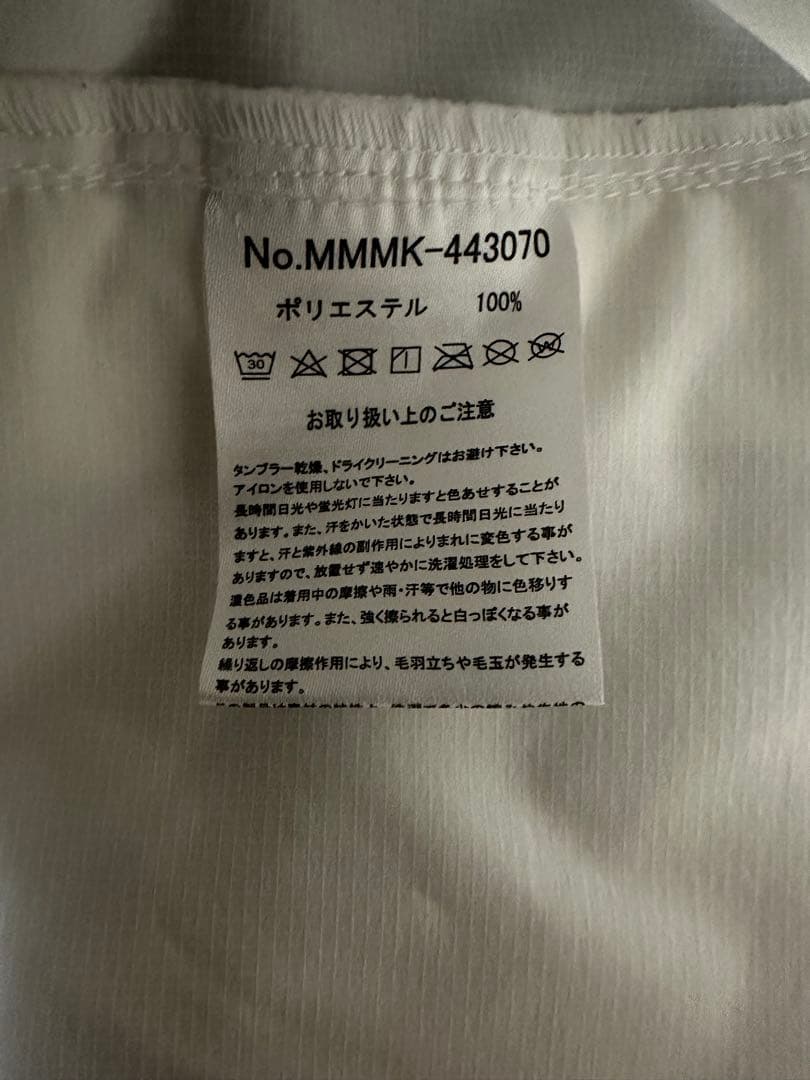 No.MMMK-443070
ポリエステル 100%
30
お取り扱い上のご注意
タンブラー乾燥、ドライクリーニングはお避け下さい。
アイロンを使用しないで下さい。
長時間日光や蛍光灯に当たりますと色あせすることが
あります。また、汗をかいた状態で長時間日光に当たり
ますと、汗と紫外線の副作用によりまれに変色する事が
ありますので、放置せず速やかに洗濯処理をして下さい。
濃色品は着用中の摩擦や雨・汗等で他の物に色移りす
る事があります。また、強く擦られると白っぽくなる事が
あります。
繰り返しの摩擦作用により、毛羽立ちや毛玉が発生する
事があります。